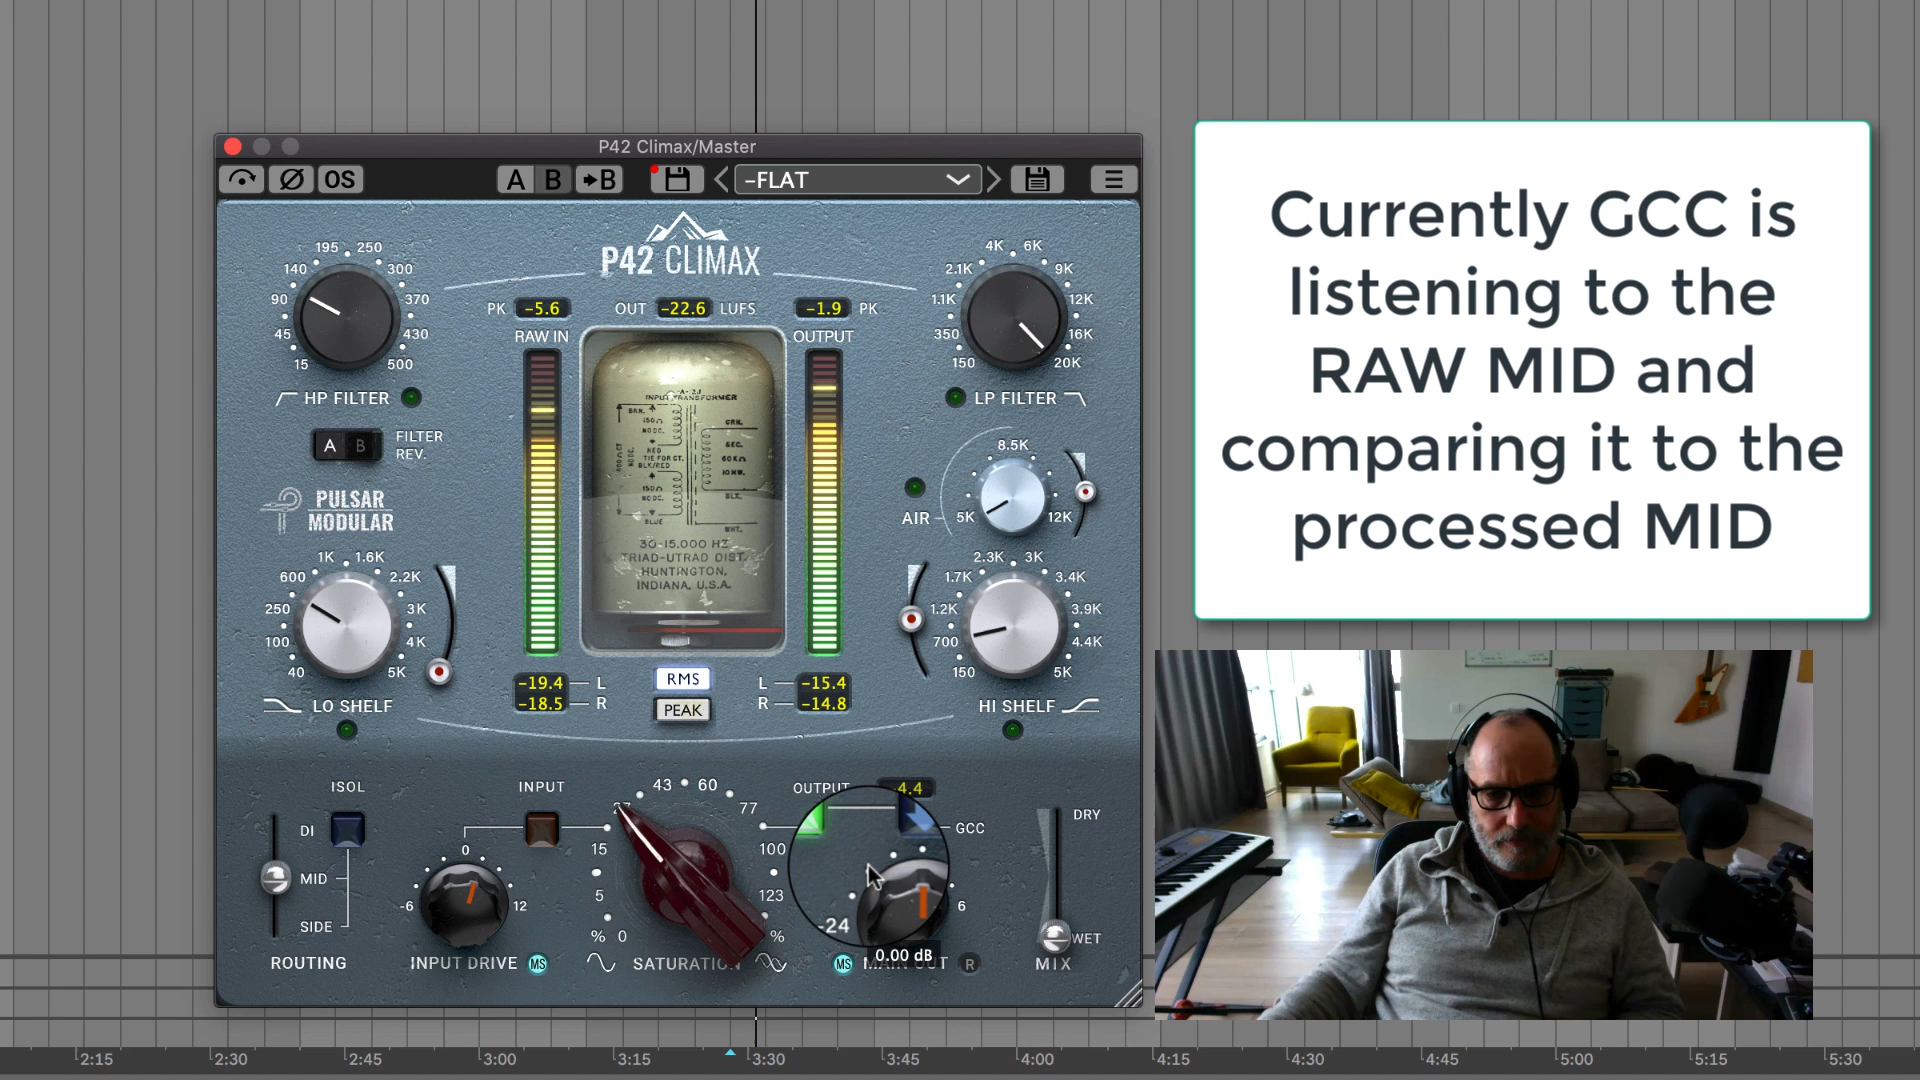 P42 Climax/Master
OS
A B →B
–FLAT
P42 CLIMAX
PK -5.6
OUT -22.6 LUFS
-1.9 PK
RAW IN
OUTPUT
15 45 90 140 195 250 300 370 430 500
HP FILTER
A B
FILTER
REV.
PULSAR
MODULAR
40 100 250 600 1K 1.6K 2.2K 3K 4K 5K
LO SHELF
INPUT TRANSFORMER
30-15.000 HZ
TRIAD-UTRAD DIST.
HUNTINGTON,
INDIANA, U.S.A.
-19.4 L
-18.5 R
RMS
PEAK
L -15.4
R -14.8
150 350 1.1K 2.1K 4K 6K 9K 12K 16K 20K
LP FILTER
AIR
5K 8.5K 12K
150 700 1.2K 1.7K 2.3K 3K 3.4K 3.9K 4.4K 5K
HI SHELF
ISOL
DI
MID
SIDE
ROUTING
INPUT
-6 0 12
INPUT DRIVE MS
% 0 5 15 27 43 60 77 100 123 %
SATURATION
OUTPUT -4.4
GCC
-24 6
0.00 dB
MS MAIN OUT R
DRY
WET
MIX
Currently GCC is
listening to the
RAW MID and
comparing it to the
processed MID
2:15 2:30 2:45 3:00 3:15 3:30 3:45 4:00 4:15 4:30 4:45 5:00 5:15 5:30